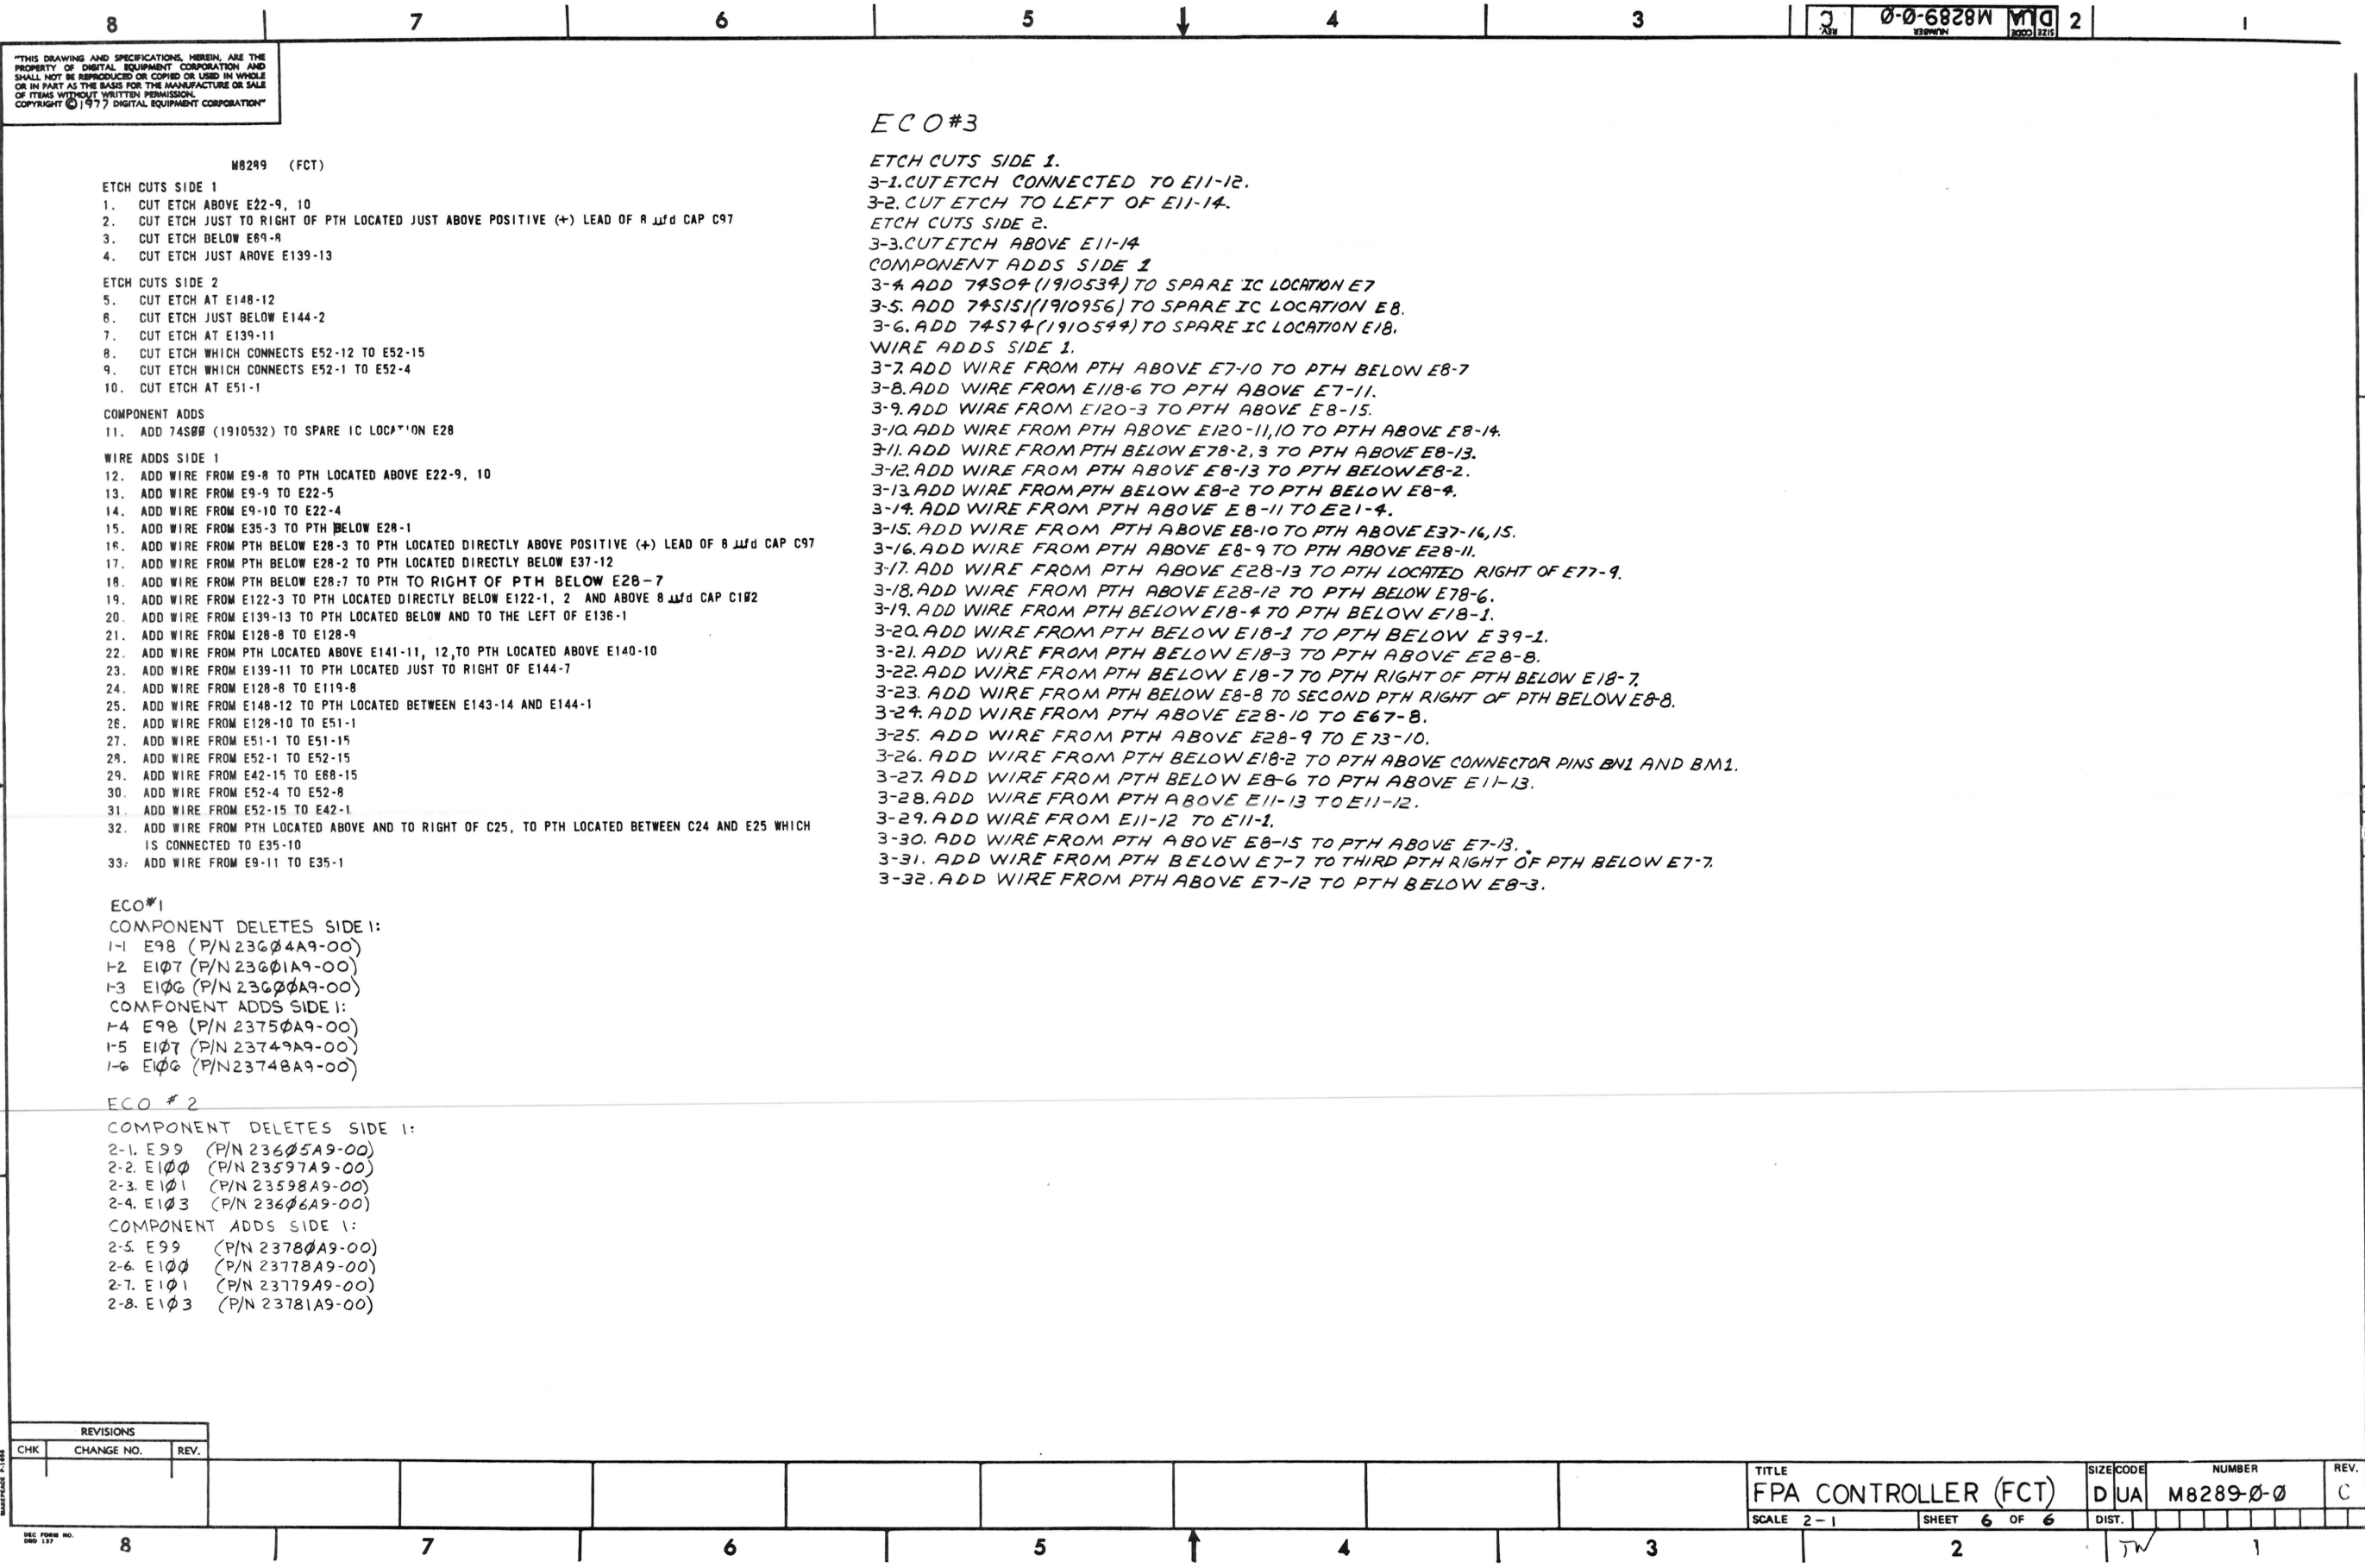 8 7 6 5 4 3 2 1
REV. C NUMBER M8289-0-0 SIZE CODE D UA
"THIS DRAWING AND SPECIFICATIONS, HEREIN, ARE THE
PROPERTY OF DIGITAL EQUIPMENT CORPORATION AND
SHALL NOT BE REPRODUCED OR COPIED OR USED IN WHOLE
OR IN PART AS THE BASIS FOR THE MANUFACTURE OR SALE
OF ITEMS WITHOUT WRITTEN PERMISSION.
COPYRIGHT © 1977 DIGITAL EQUIPMENT CORPORATION"
M8289 (FCT)
ETCH CUTS SIDE 1
1. CUT ETCH ABOVE E22-9, 10
2. CUT ETCH JUST TO RIGHT OF PTH LOCATED JUST ABOVE POSITIVE (+) LEAD OF 8 µfd CAP C97
3. CUT ETCH BELOW E69-8
4. CUT ETCH JUST ABOVE E139-13
ETCH CUTS SIDE 2
5. CUT ETCH AT E148-12
6. CUT ETCH JUST BELOW E144-2
7. CUT ETCH AT E139-11
8. CUT ETCH WHICH CONNECTS E52-12 TO E52-15
9. CUT ETCH WHICH CONNECTS E52-1 TO E52-4
10. CUT ETCH AT E51-1
COMPONENT ADDS
11. ADD 74SØØ (1910532) TO SPARE IC LOCATION E28
WIRE ADDS SIDE 1
12. ADD WIRE FROM E9-8 TO PTH LOCATED ABOVE E22-9, 10
13. ADD WIRE FROM E9-9 TO E22-5
14. ADD WIRE FROM E9-10 TO E22-4
15. ADD WIRE FROM E35-3 TO PTH BELOW E28-1
16. ADD WIRE FROM PTH BELOW E28-3 TO PTH LOCATED DIRECTLY ABOVE POSITIVE (+) LEAD OF 8 µfd CAP C97
17. ADD WIRE FROM PTH BELOW E28-2 TO PTH LOCATED DIRECTLY BELOW E37-12
18. ADD WIRE FROM PTH BELOW E28-7 TO PTH TO RIGHT OF PTH BELOW E28-7
19. ADD WIRE FROM E122-3 TO PTH LOCATED DIRECTLY BELOW E122-1, 2 AND ABOVE 8 µfd CAP C1Ø2
20. ADD WIRE FROM E139-13 TO PTH LOCATED BELOW AND TO THE LEFT OF E136-1
21. ADD WIRE FROM E128-8 TO E128-9
22. ADD WIRE FROM PTH LOCATED ABOVE E141-11, 12,TO PTH LOCATED ABOVE E140-10
23. ADD WIRE FROM E139-11 TO PTH LOCATED JUST TO RIGHT OF E144-7
24. ADD WIRE FROM E128-8 TO E119-8
25. ADD WIRE FROM E148-12 TO PTH LOCATED BETWEEN E143-14 AND E144-1
26. ADD WIRE FROM E128-10 TO E51-1
27. ADD WIRE FROM E51-1 TO E51-15
28. ADD WIRE FROM E52-1 TO E52-15
29. ADD WIRE FROM E42-15 TO E68-15
30. ADD WIRE FROM E52-4 TO E52-8
31. ADD WIRE FROM E52-15 TO E42-1
32. ADD WIRE FROM PTH LOCATED ABOVE AND TO RIGHT OF C25, TO PTH LOCATED BETWEEN C24 AND E25 WHICH
IS CONNECTED TO E35-10
33. ADD WIRE FROM E9-11 TO E35-1
ECO#1
COMPONENT DELETES SIDE 1:
1-1 E98 (P/N 236Ø4A9-00)
1-2 E1Ø7 (P/N 236Ø1A9-00)
1-3 E1Ø6 (P/N 236ØØA9-00)
COMPONENT ADDS SIDE 1:
1-4 E98 (P/N 2375ØA9-00)
1-5 E1Ø7 (P/N 23749A9-00)
1-6 E1Ø6 (P/N 23748A9-00)
ECO #2
COMPONENT DELETES SIDE 1:
2-1. E99 (P/N 236Ø5A9-00)
2-2. E1ØØ (P/N 23597A9-00)
2-3. E1Ø1 (P/N 23598A9-00)
2-4. E1Ø3 (P/N 236Ø6A9-00)
COMPONENT ADDS SIDE 1:
2-5. E99 (P/N 2378ØA9-00)
2-6. E1ØØ (P/N 23778A9-00)
2-7. E1Ø1 (P/N 23779A9-00)
2-8. E1Ø3 (P/N 23781A9-00)
ECO#3
ETCH CUTS SIDE 1.
3-1. CUT ETCH CONNECTED TO E11-12.
3-2. CUT ETCH TO LEFT OF E11-14.
ETCH CUTS SIDE 2.
3-3. CUT ETCH ABOVE E11-14
COMPONENT ADDS SIDE 1
3-4. ADD 74S04 (1910534) TO SPARE IC LOCATION E7
3-5. ADD 74S151 (1910956) TO SPARE IC LOCATION E8.
3-6. ADD 74S74 (1910544) TO SPARE IC LOCATION E18.
WIRE ADDS SIDE 1.
3-7. ADD WIRE FROM PTH ABOVE E7-10 TO PTH BELOW E8-7
3-8. ADD WIRE FROM E118-6 TO PTH ABOVE E7-11.
3-9. ADD WIRE FROM E120-3 TO PTH ABOVE E8-15.
3-10. ADD WIRE FROM PTH ABOVE E120-11,10 TO PTH ABOVE E8-14.
3-11. ADD WIRE FROM PTH BELOW E78-2,3 TO PTH ABOVE E8-13.
3-12. ADD WIRE FROM PTH ABOVE E8-13 TO PTH BELOW E8-2.
3-13. ADD WIRE FROM PTH BELOW E8-2 TO PTH BELOW E8-4.
3-14. ADD WIRE FROM PTH ABOVE E8-11 TO E21-4.
3-15. ADD WIRE FROM PTH ABOVE E8-10 TO PTH ABOVE E37-16,15.
3-16. ADD WIRE FROM PTH ABOVE E8-9 TO PTH ABOVE E28-11.
3-17. ADD WIRE FROM PTH ABOVE E28-13 TO PTH LOCATED RIGHT OF E77-9.
3-18. ADD WIRE FROM PTH ABOVE E28-12 TO PTH BELOW E78-6.
3-19. ADD WIRE FROM PTH BELOW E18-4 TO PTH BELOW E18-1.
3-20. ADD WIRE FROM PTH BELOW E18-1 TO PTH BELOW E39-1.
3-21. ADD WIRE FROM PTH BELOW E18-3 TO PTH ABOVE E28-8.
3-22. ADD WIRE FROM PTH BELOW E18-7 TO PTH RIGHT OF PTH BELOW E18-7.
3-23. ADD WIRE FROM PTH BELOW E8-8 TO SECOND PTH RIGHT OF PTH BELOW E8-8.
3-24. ADD WIRE FROM PTH ABOVE E28-10 TO E67-8.
3-25. ADD WIRE FROM PTH ABOVE E28-9 TO E73-10.
3-26. ADD WIRE FROM PTH BELOW E18-2 TO PTH ABOVE CONNECTOR PINS BN1 AND BM1.
3-27. ADD WIRE FROM PTH BELOW E8-6 TO PTH ABOVE E11-13.
3-28. ADD WIRE FROM PTH ABOVE E11-13 TO E11-12.
3-29. ADD WIRE FROM E11-12 TO E11-1.
3-30. ADD WIRE FROM PTH ABOVE E8-15 TO PTH ABOVE E7-13.
3-31. ADD WIRE FROM PTH BELOW E7-7 TO THIRD PTH RIGHT OF PTH BELOW E7-7.
3-32. ADD WIRE FROM PTH ABOVE E7-12 TO PTH BELOW E8-3.
REVISIONS
CHK CHANGE NO. REV.
TITLE
FPA CONTROLLER (FCT)
SCALE 2-1 SHEET 6 OF 6
SIZE CODE NUMBER REV.
D UA M8289-Ø-Ø C
DIST.
DEC FORM NO.
DRD 137
8 7 6 5 4 3 2 1